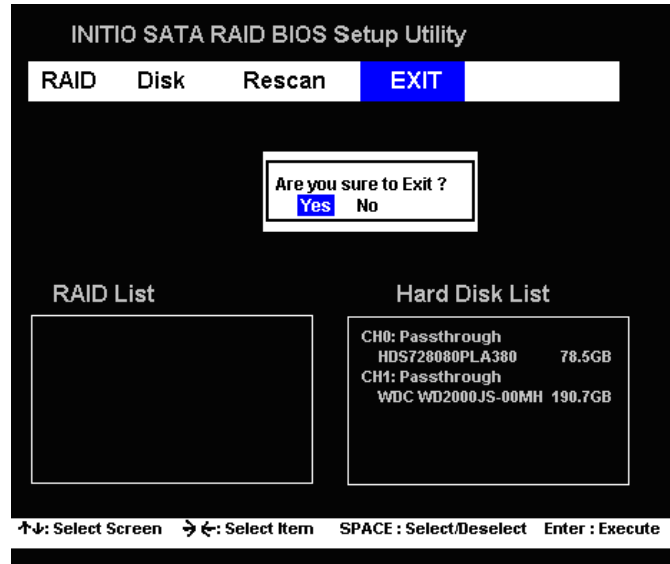 INITIO SATA RAID BIOS Setup Utility
RAID Disk Rescan EXIT
Are you sure to Exit ?
Yes No
RAID List
Hard Disk List
CH0: Passthrough
HDS728080PLA380 78.5GB
CH1: Passthrough
WDC WD2000JS-00MH 190.7GB
↑↓: Select Screen →←: Select Item SPACE : Select/Deselect Enter : Execute